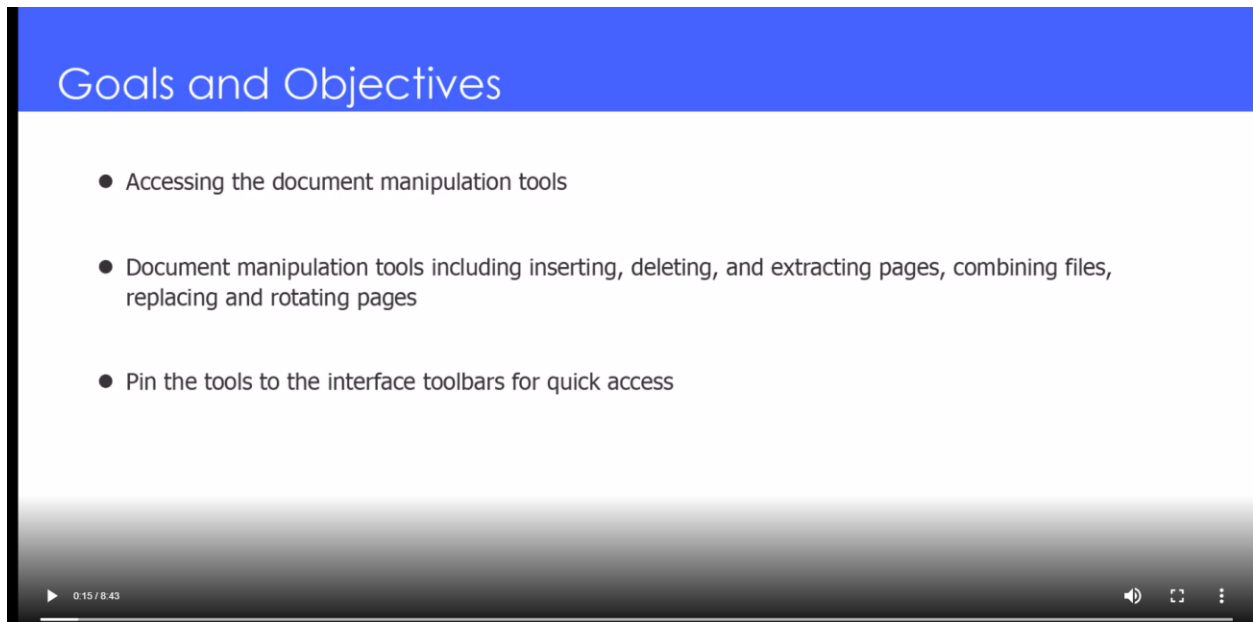 Goals and Objectives
● Accessing the document manipulation tools
● Document manipulation tools including inserting, deleting, and extracting pages, combining files,
replacing and rotating pages
● Pin the tools to the interface toolbars for quick access
0:15 / 8:43